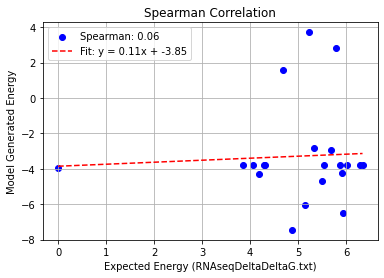 Spearman Correlation
Spearman: 0.06
Fit: y = 0.11x + -3.85
Model Generated Energy
4
2
0
−2
−4
−6
−8
0
1
2
3
4
5
6
Expected Energy (RNAseqDeltaDeltaG.txt)